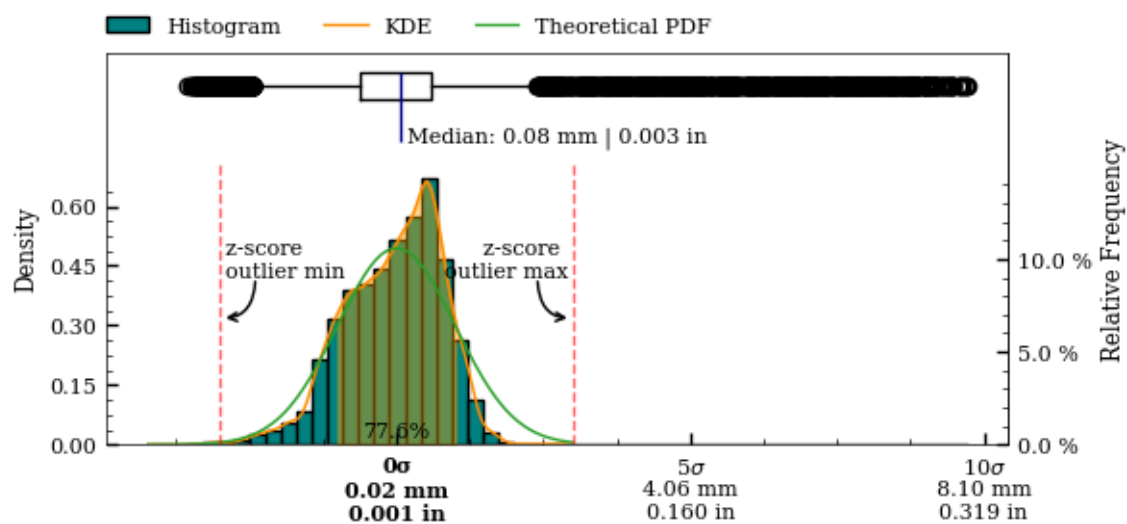 Histogram KDE Theoretical PDF
Median: 0.08 mm | 0.003 in
Density
Relative Frequency
0.60
0.45
0.30
0.15
0.00
10.0 %
5.0 %
0.0 %
z-score
outlier min
z-score
outlier max
77.6%
0σ 5σ 10σ
0.02 mm 4.06 mm 8.10 mm
0.001 in 0.160 in 0.319 in